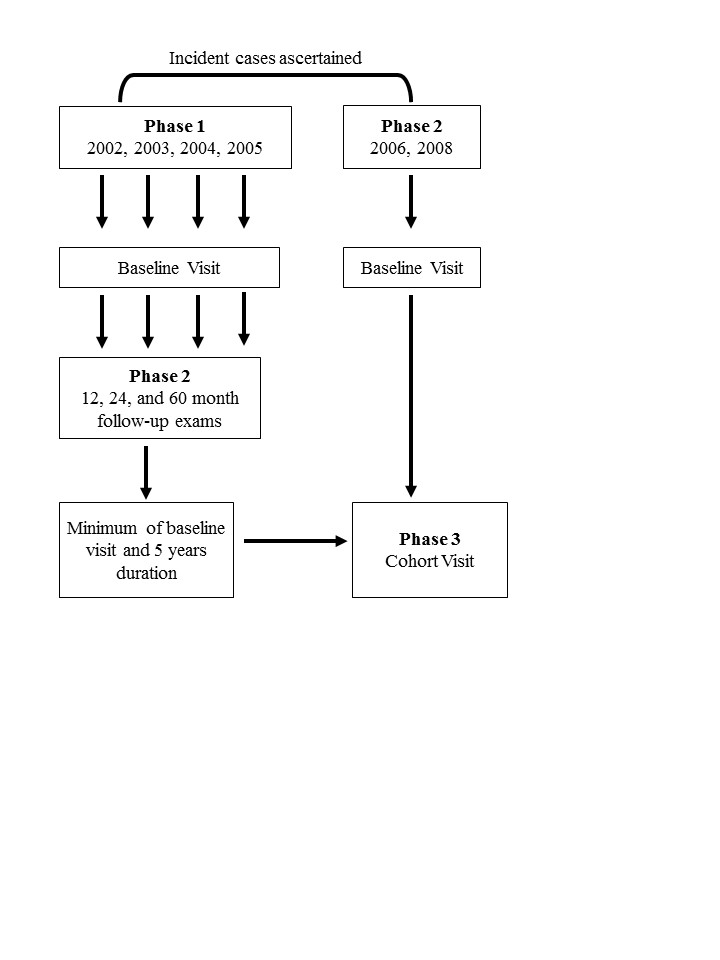 Incident cases ascertained
Phase 1
2002, 2003, 2004, 2005
Phase 2
2006, 2008
Baseline Visit
Baseline Visit
Phase 2
12, 24, and 60 month
follow-up exams
Minimum of baseline
visit and 5 years
duration
Phase 3
Cohort Visit